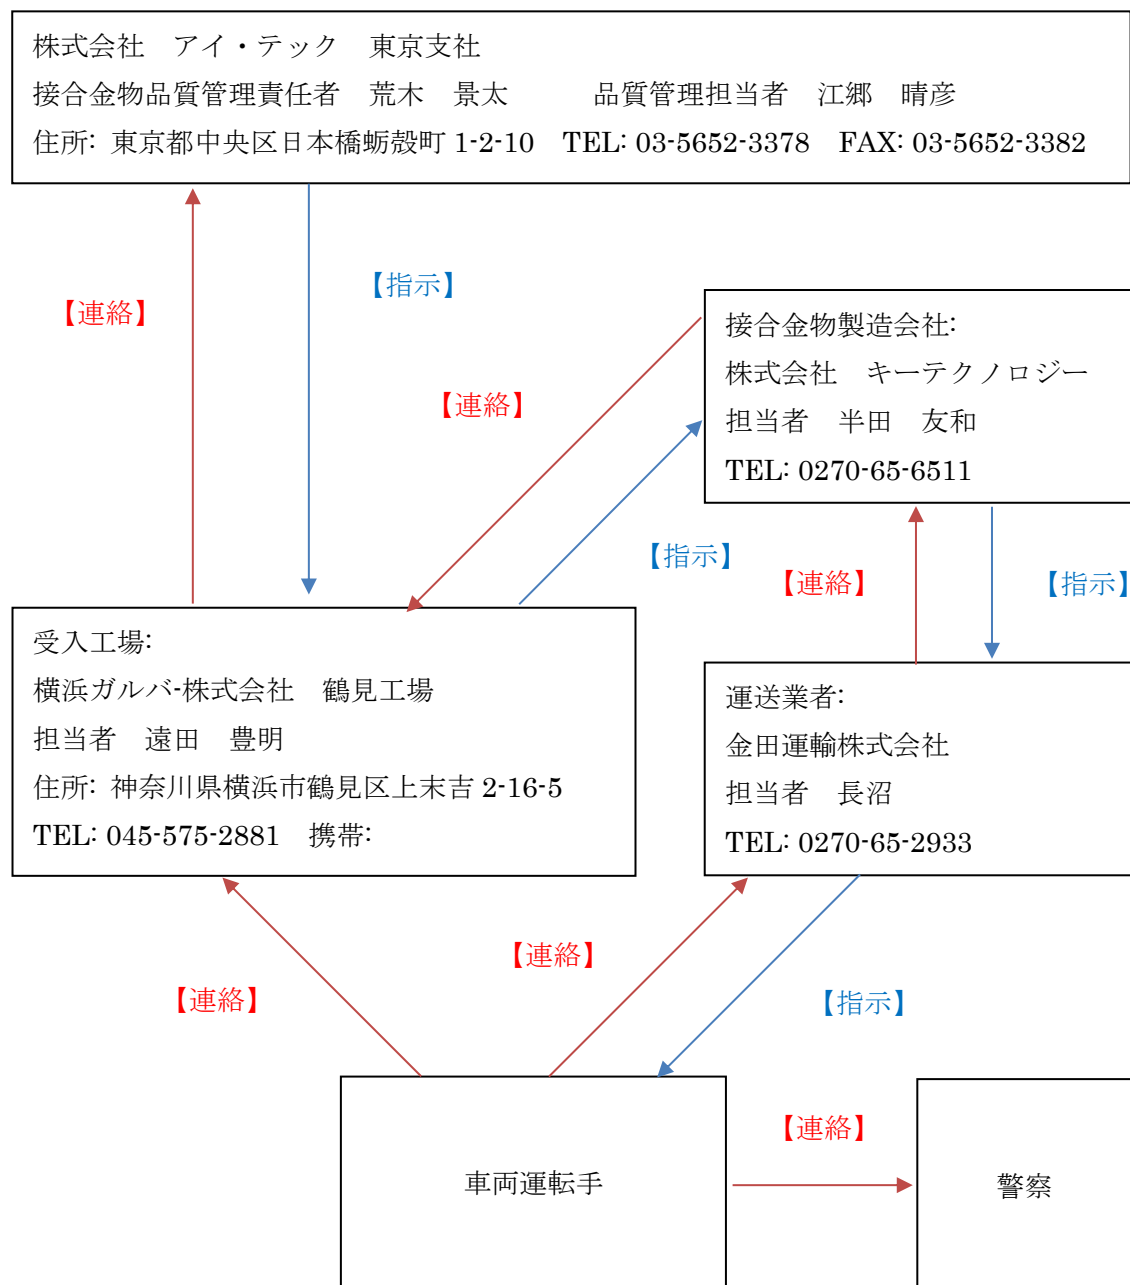 株式会社　アイ・テック　東京支社
接合金物品質管理責任者　荒木　景太　　　品質管理担当者　江郷　晴彦
住所: 東京都中央区日本橋蛎殻町 1-2-10　TEL: 03-5652-3378　FAX: 03-5652-3382
【指示】
【連絡】
接合金物製造会社:
株式会社　キーテクノロジー
担当者　半田　友和
TEL: 0270-65-6511
【連絡】
【指示】
【連絡】
【指示】
受入工場:
横浜ガルバ-株式会社　鶴見工場
担当者　遠田　豊明
住所: 神奈川県横浜市鶴見区上末吉 2-16-5
TEL: 045-575-2881　携帯:
運送業者:
金田運輸株式会社
担当者　長沼
TEL: 0270-65-2933
【連絡】
【連絡】
【指示】
車両運転手
【連絡】
警察